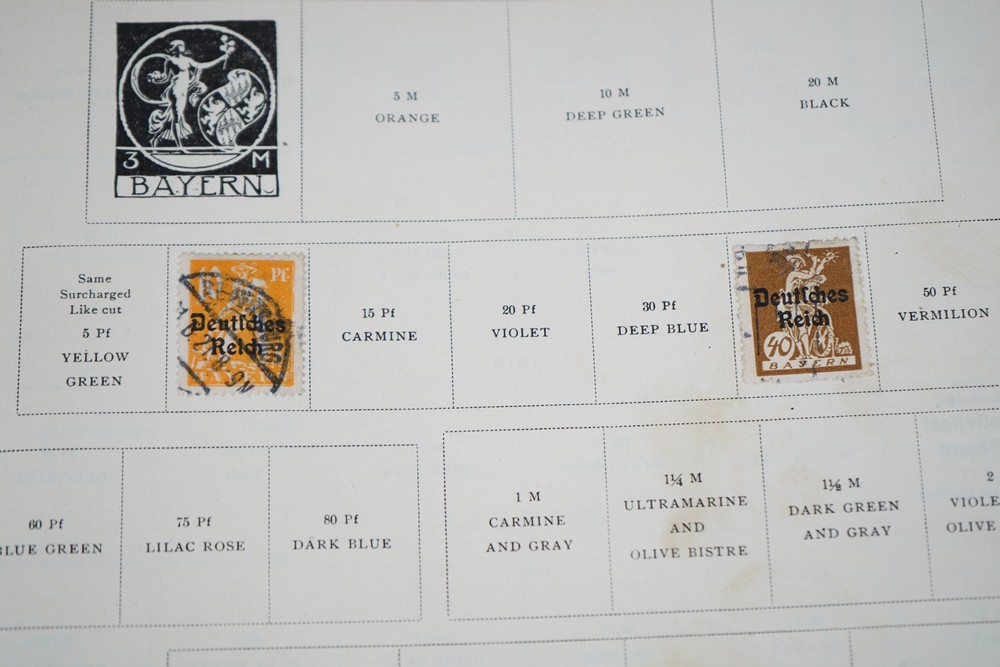 3 M
BAYERN
5 M
ORANGE
10 M
DEEP GREEN
20 M
BLACK
Same
Surcharged
Like cut
5 Pf
YELLOW
GREEN
10 Pf
Deutsches
Reich
15 Pf
CARMINE
20 Pf
VIOLET
30 Pf
DEEP BLUE
Deutsches
Reich
40
BAYERN
50 Pf
VERMILION
60 Pf
BLUE GREEN
75 Pf
LILAC ROSE
80 Pf
DARK BLUE
1 M
CARMINE
AND GRAY
1¼ M
ULTRAMARINE
AND
OLIVE BISTRE
1½ M
DARK GREEN
AND GRAY
2
VIOLE
OLIVE